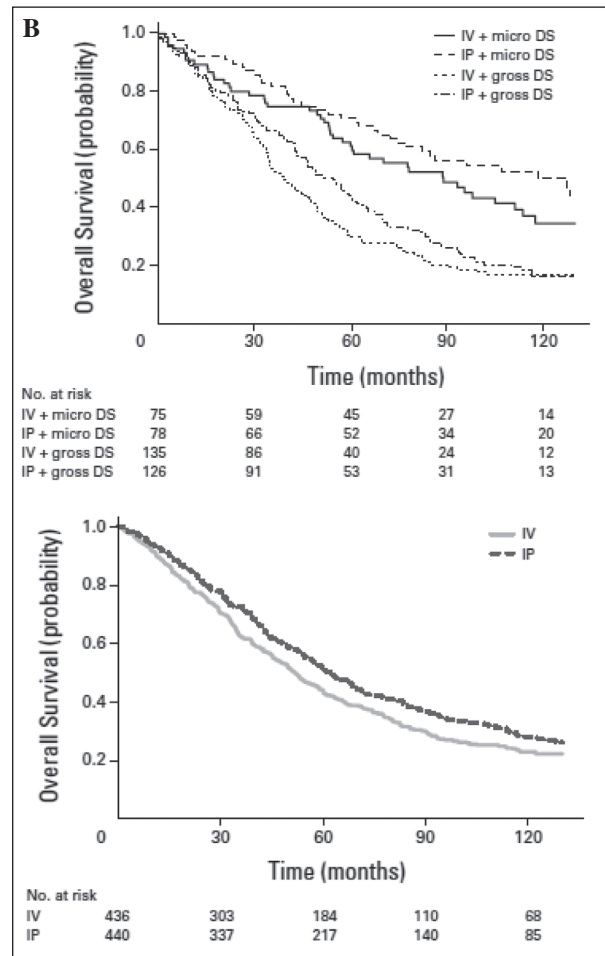 B
1.0
0.8
0.6
0.4
0.2
Overall Survival (probability)
IV + micro DS
IP + micro DS
IV + gross DS
IP + gross DS
0 30 60 90 120
Time (months)
No. at risk
IV + micro DS 75 59 45 27 14
IP + micro DS 78 66 52 34 20
IV + gross DS 135 86 40 24 12
IP + gross DS 126 91 53 31 13
1.0
0.8
0.6
0.4
0.2
Overall Survival (probability)
IV
IP
0 30 60 90 120
Time (months)
No. at risk
IV 436 303 184 110 68
IP 440 337 217 140 85